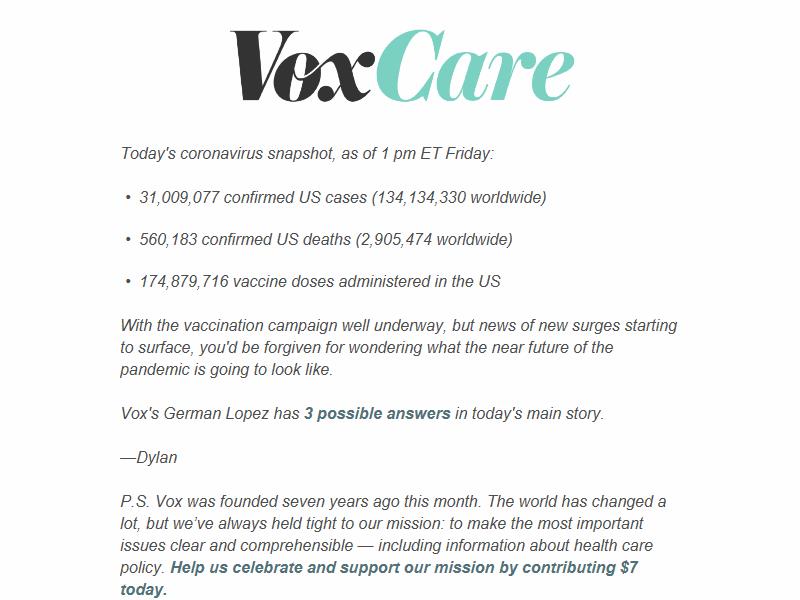 VoxCare
Today's coronavirus snapshot, as of 1 pm ET Friday:
• 31,009,077 confirmed US cases (134,134,330 worldwide)
• 560,183 confirmed US deaths (2,905,474 worldwide)
• 174,879,716 vaccine doses administered in the US
With the vaccination campaign well underway, but news of new surges starting
to surface, you'd be forgiven for wondering what the near future of the
pandemic is going to look like.
Vox's German Lopez has 3 possible answers in today's main story.
—Dylan
P.S. Vox was founded seven years ago this month. The world has changed a
lot, but we’ve always held tight to our mission: to make the most important
issues clear and comprehensible — including information about health care
policy. Help us celebrate and support our mission by contributing $7
today.